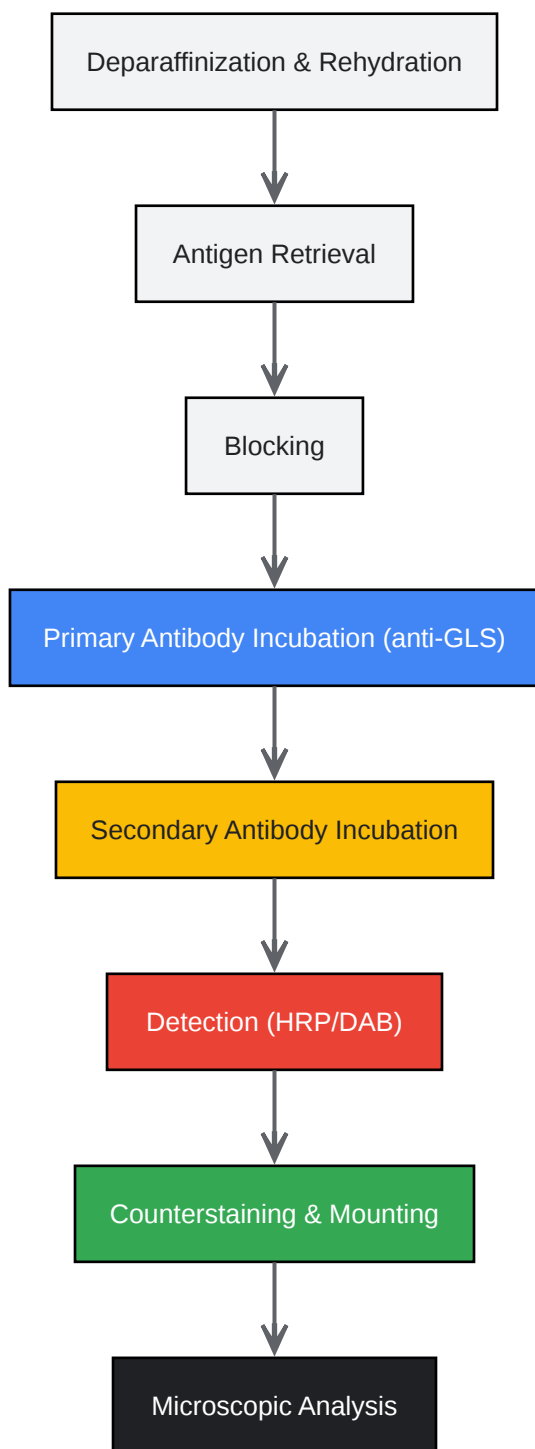 Deparaffinization & Rehydration
Antigen Retrieval
Blocking
Primary Antibody Incubation (anti-GLS)
Secondary Antibody Incubation
Detection (HRP/DAB)
Counterstaining & Mounting
Microscopic Analysis